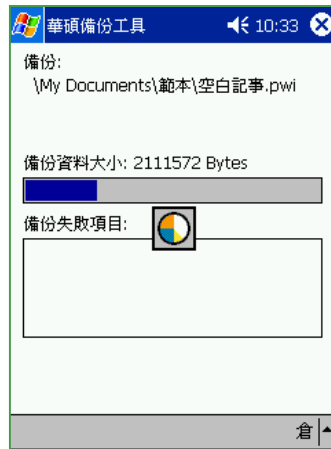 華碩備份工具 10:33
備份:
\My Documents\範本\空白記事.pwi
備份資料大小: 2111572 Bytes
備份失敗項目:
倉